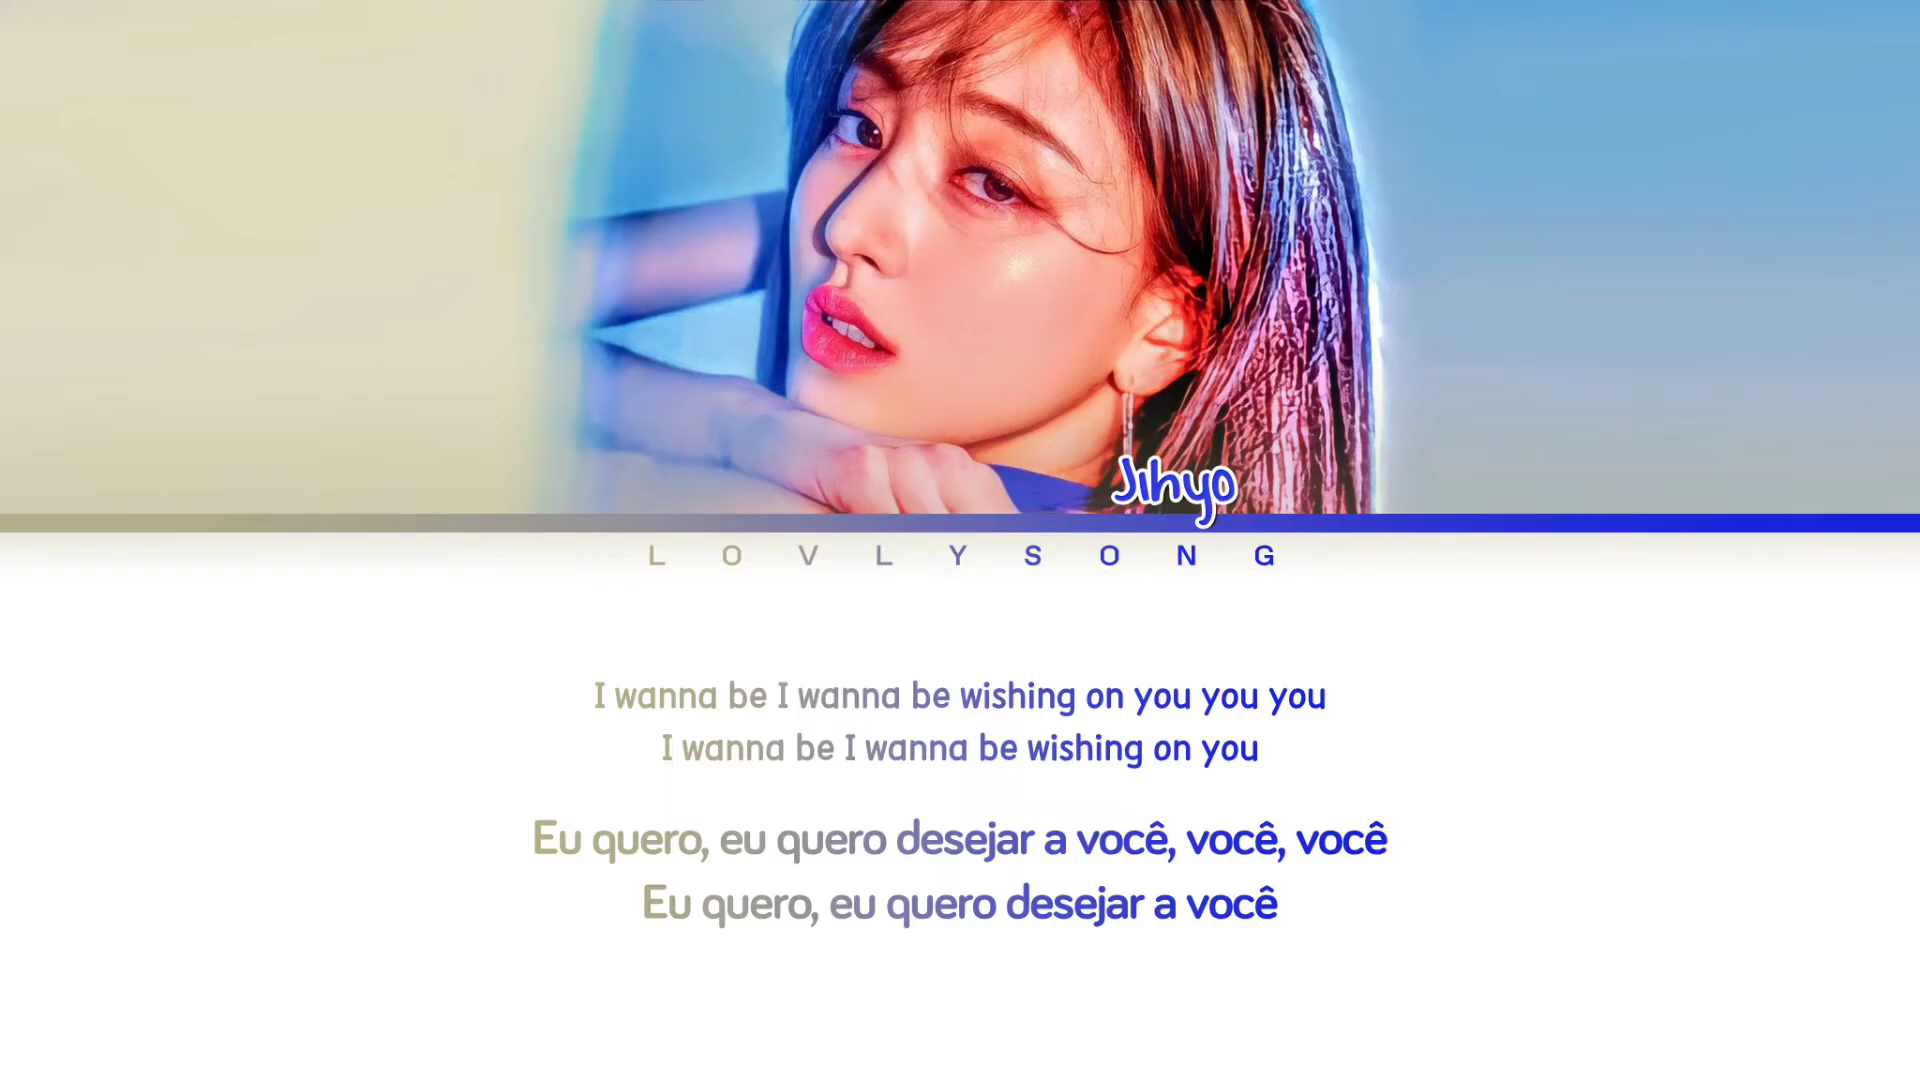 Jihyo
LOVLYSONG
I wanna be I wanna be wishing on you you you
I wanna be I wanna be wishing on you
Eu quero, eu quero desejar a você, você, você
Eu quero, eu quero desejar a você